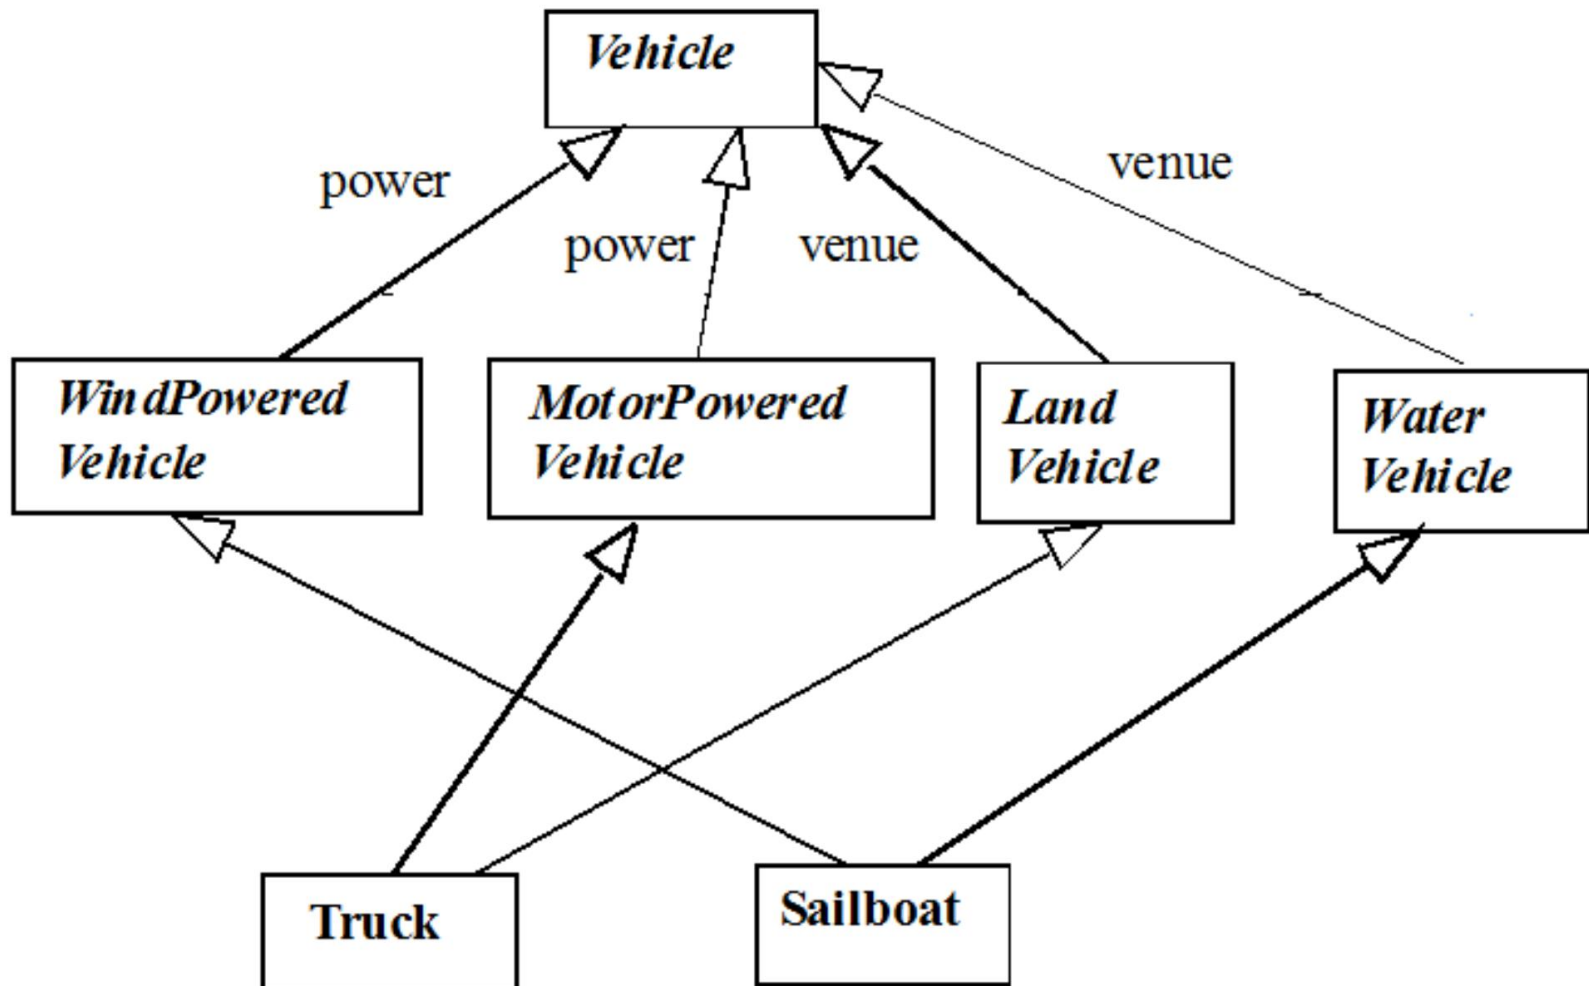 Vehicle
power
venue
power
venue
WindPowered
Vehicle
MotorPowered
Vehicle
Land
Vehicle
Water
Vehicle
Truck
Sailboat